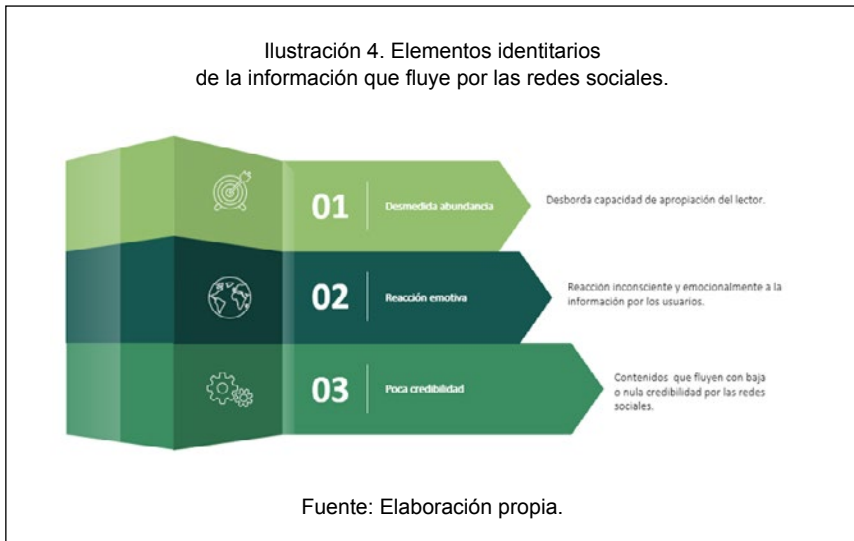 Ilustración 4. Elementos identitarios
de la información que fluye por las redes sociales.
01
Desmedida abundancia
Desborda capacidad de apropiación del lector.
02
Reacción emotiva
Reacción inconsciente y emocionalmente a la
información por los usuarios.
03
Poca credibilidad
Contenidos que fluyen con baja
o nula credibilidad por las redes
sociales.
Fuente: Elaboración propia.